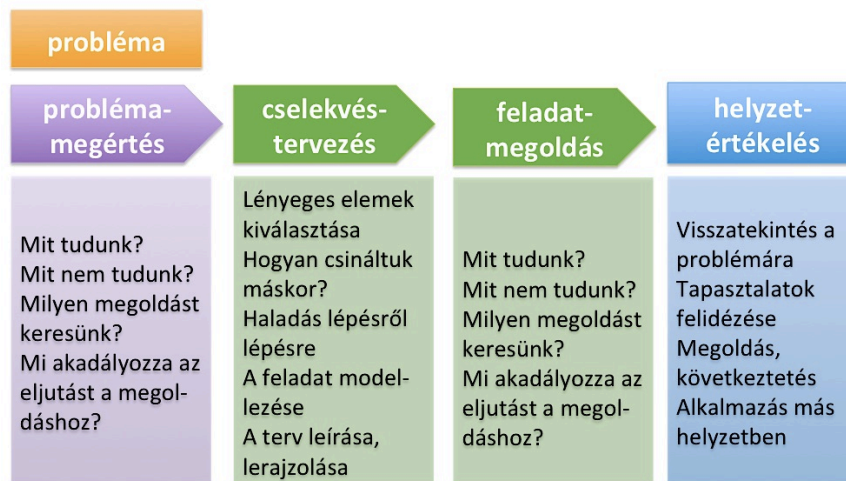 probléma
probléma-
megértés
Mit tudunk?
Mit nem tudunk?
Milyen megoldást
keresünk?
Mi akadályozza az
eljutást a megol-
dáshoz?
cselekvés-
tervezés
Lényeges elemek
kiválasztása
Hogyan csináltuk
máskor?
Haladás lépésről
lépésre
A feladat model-
lezése
A terv leírása,
lerajzolása
feladat-
megoldás
Mit tudunk?
Mit nem tudunk?
Milyen megoldást
keresünk?
Mi akadályozza az
eljutást a megol-
dáshoz?
helyzet-
értékelés
Visszatekintés a
problémára
Tapasztalatok
felidézése
Megoldás,
következtetés
Alkalmazás más
helyzetben